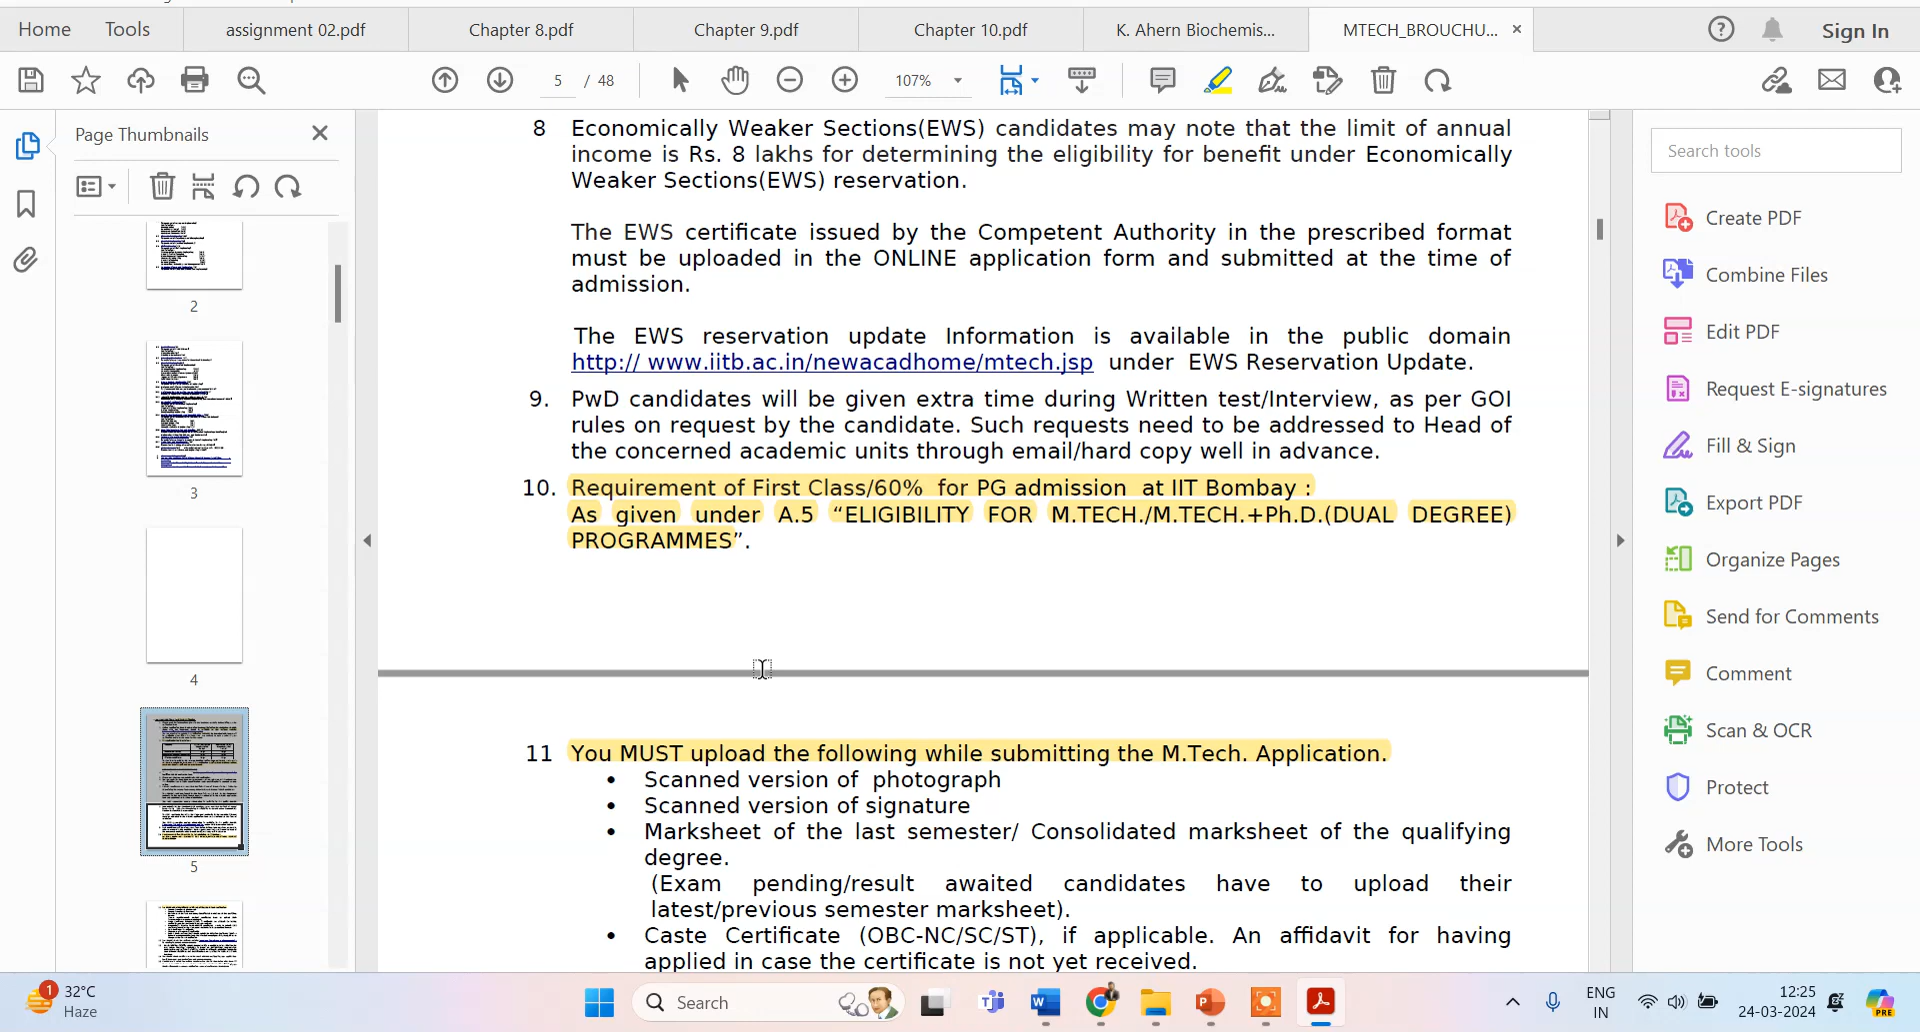 Home
Tools
assignment 02.pdf
Chapter 8.pdf
Chapter 9.pdf
Chapter 10.pdf
K. Ahern Biochemis...
MTECH_BROUCHU...
Sign In
5 / 48
107%
Page Thumbnails
2
3
4
5
8 Economically Weaker Sections(EWS) candidates may note that the limit of annual
income is Rs. 8 lakhs for determining the eligibility for benefit under Economically
Weaker Sections(EWS) reservation.
The EWS certificate issued by the Competent Authority in the prescribed format
must be uploaded in the ONLINE application form and submitted at the time of
admission.
The EWS reservation update Information is available in the public domain
http:// www.iitb.ac.in/newacadhome/mtech.jsp under EWS Reservation Update.
9. PwD candidates will be given extra time during Written test/Interview, as per GOI
rules on request by the candidate. Such requests need to be addressed to Head of
the concerned academic units through email/hard copy well in advance.
10. Requirement of First Class/60% for PG admission at IIT Bombay :
As given under A.5 “ELIGIBILITY FOR M.TECH./M.TECH.+Ph.D.(DUAL DEGREE)
PROGRAMMES”.
11 You MUST upload the following while submitting the M.Tech. Application.
• Scanned version of photograph
• Scanned version of signature
• Marksheet of the last semester/ Consolidated marksheet of the qualifying
degree.
(Exam pending/result awaited candidates have to upload their
latest/previous semester marksheet).
• Caste Certificate (OBC-NC/SC/ST), if applicable. An affidavit for having
applied in case the certificate is not yet received.
Search tools
Create PDF
Combine Files
Edit PDF
Request E-signatures
Fill & Sign
Export PDF
Organize Pages
Send for Comments
Comment
Scan & OCR
Protect
More Tools
1
32°C
Haze
Search
ENG
IN
12:25
24-03-2024
PRE